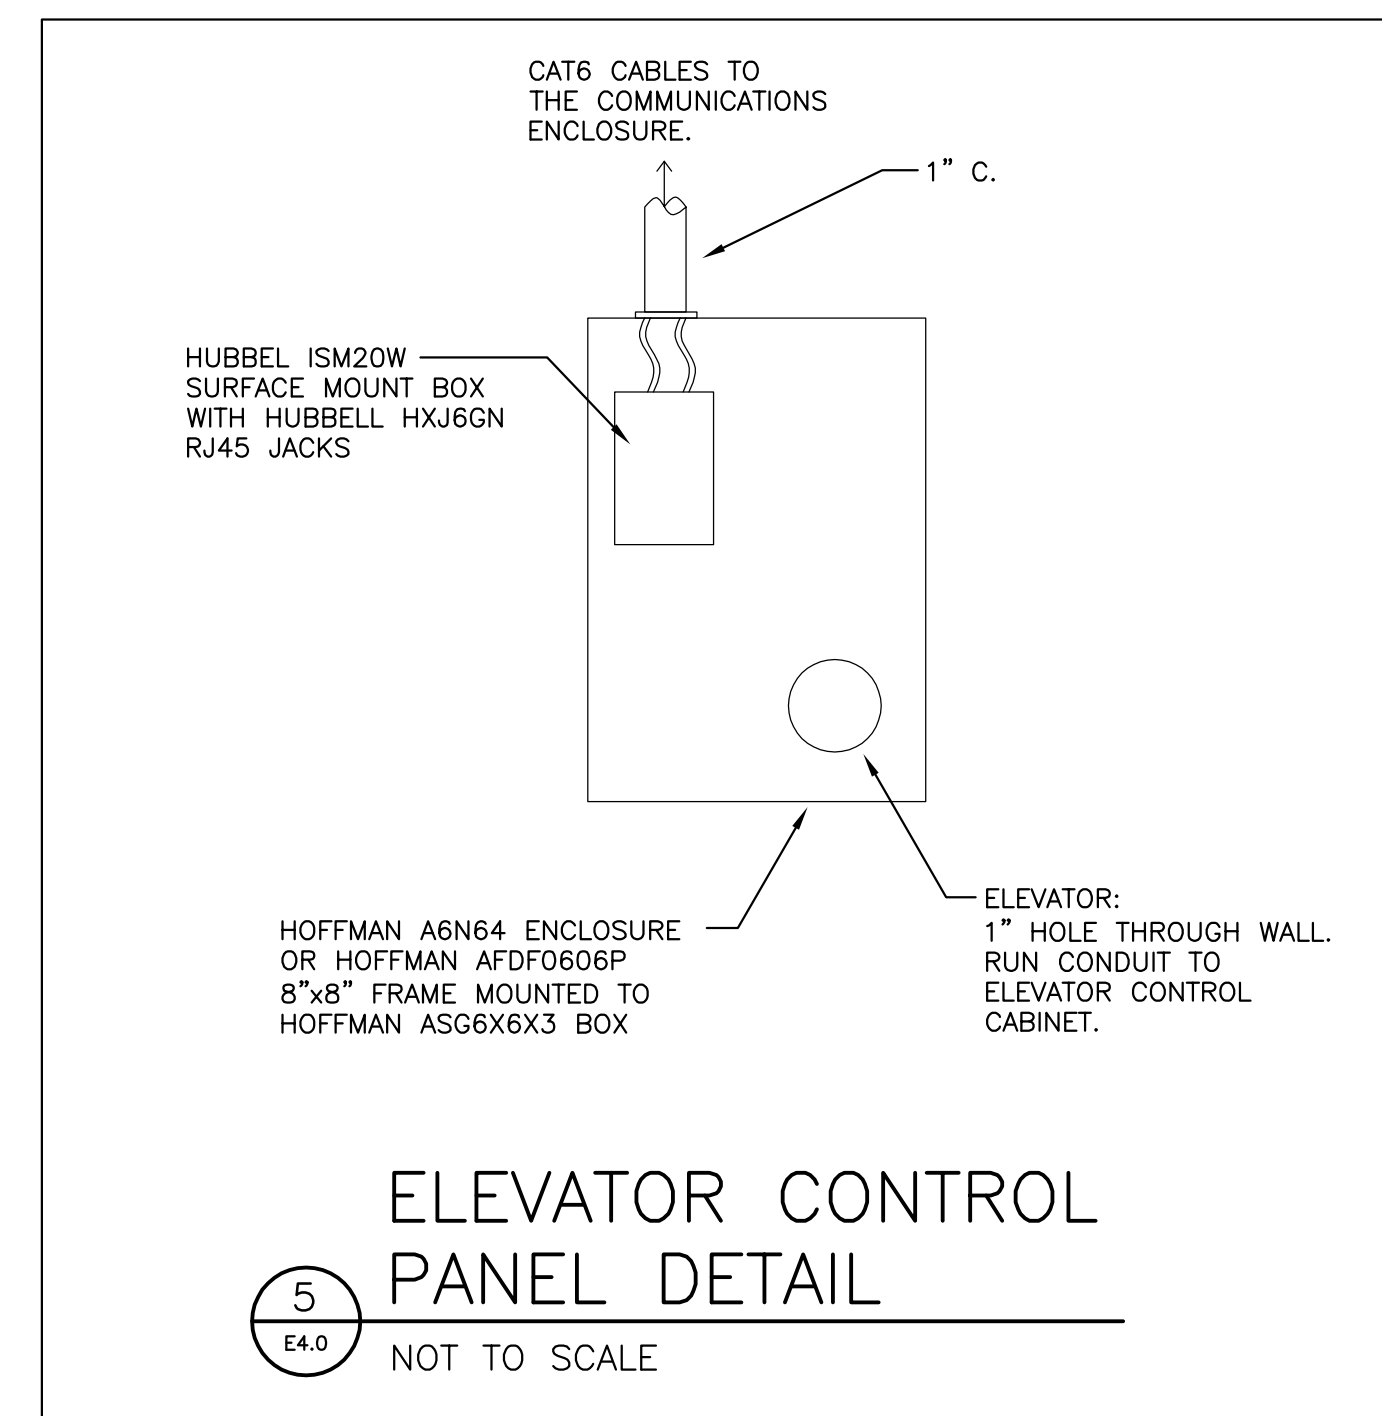 CAT6 CABLES TO
THE COMMUNICATIONS
ENCLOSURE.
1" C.
HUBBEL ISM20W
SURFACE MOUNT BOX
WITH HUBBELL HXJ6GN
RJ45 JACKS
HOFFMAN A6N64 ENCLOSURE
OR HOFFMAN AFDF0606P
8"x8" FRAME MOUNTED TO
HOFFMAN ASG6X6X3 BOX
ELEVATOR:
1" HOLE THROUGH WALL.
RUN CONDUIT TO
ELEVATOR CONTROL
CABINET.
ELEVATOR CONTROL
PANEL DETAIL
5
E4.0
NOT TO SCALE